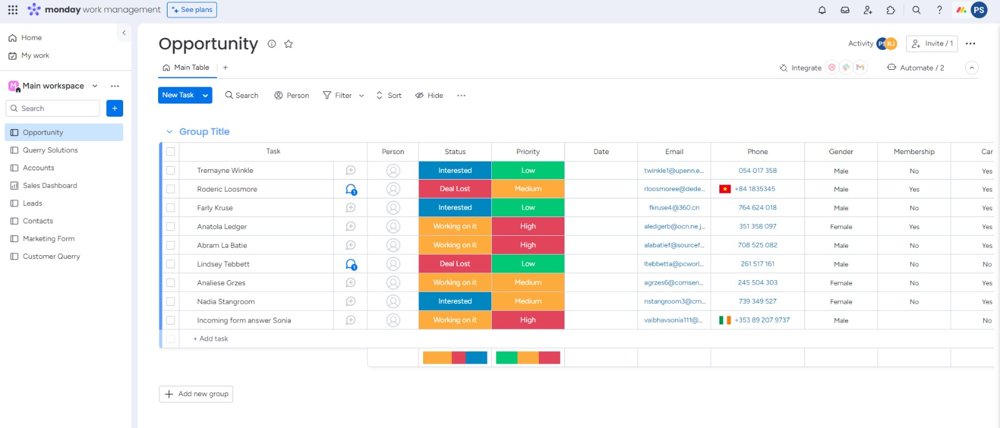 monday work management See plans PS
Home
My work
M Main workspace
Search
Opportunity
Querry Solutions
Accounts
Sales Dashboard
Leads
Contacts
Marketing Form
Customer Querry
Opportunity
Activity PS RJ Invite / 1
Main Table + Integrate Automate / 2
New Task Search Person Filter Sort Hide
Group Title
Task Person Status Priority Date Email Phone Gender Membership Car
Tremayne Winkle Interested Low twinkle1@upenn.e... 054 017 358 Male No Yes
Roderic Loosmore 1 Deal Lost Medium rloosmoree@dede... +84 1835345 Male Yes Yes
Farly Kruse Interested Low fkruse4@360.cn 764 624 018 Male No Yes
Anatola Ledger Working on it High aledgerb@ocn.ne.j... 351 358 097 Female Yes Yes
Abram La Batie Working on it High alabatief@sourcef... 708 525 082 Male No Yes
Lindsey Tebbett 1 Deal Lost Low ltebbetta@pcworl... 261 517 161 Male No No
Analiese Grzes Working on it Medium agrzes6@comsen... 245 504 303 Female No Yes
Nadia Stangroom Interested Medium nstangroom3@cm... 739 349 527 Female No Yes
Incoming form answer Sonia Working on it High vaibhavsonia111@... +353 89 207 9737 Male No
+ Add task
+ Add new group